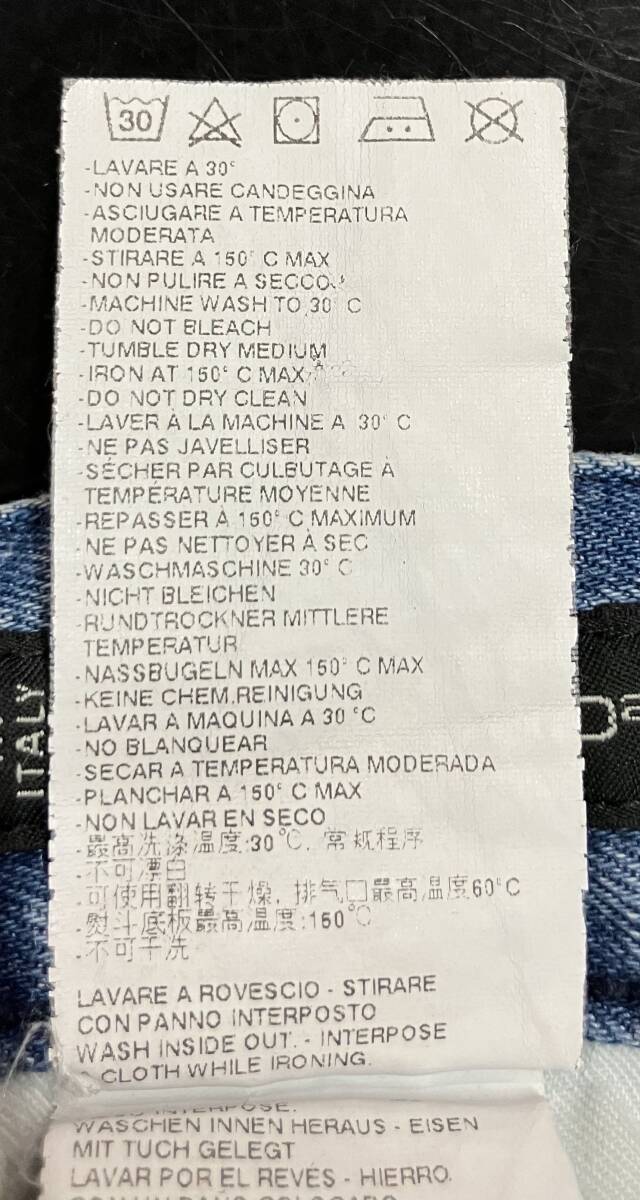 30
-LAVARE A 30°
-NON USARE CANDEGGINA
-ASCIUGARE A TEMPERATURA
MODERATA
-STIRARE A 150° C MAX
-NON PULIRE A SECCO
-MACHINE WASH TO 30° C
-DO NOT BLEACH
-TUMBLE DRY MEDIUM
-IRON AT 150° C MAX
-DO NOT DRY CLEAN
-LAVER À LA MACHINE A 30° C
-NE PAS JAVELLISER
-SÉCHER PAR CULBUTAGE À
TEMPÉRATURE MOYENNE
-REPASSER À 150° C MAXIMUM
-NE PAS NETTOYER À SEC
-WASCHMASCHINE 30° C
-NICHT BLEICHEN
-RUNDTROCKNER MITTLERE
TEMPERATUR
-NASSBUGELN MAX 150° C MAX
-KEINE CHEM.REINIGUNG
-LAVAR A MAQUINA A 30 °C
-NO BLANQUEAR
-SECAR A TEMPERATURA MODERADA
-PLANCHAR A 150° C MAX
-NON LAVAR EN SECO
-最高洗涤温度:30℃, 常规程序
-不可漂白
-可使用翻转干燥, 排气口最高温度60°C
-熨斗底板最高温度:150℃
-不可干洗
LAVARE A ROVESCIO - STIRARE
CON PANNO INTERPOSTO
WASH INSIDE OUT. - INTERPOSE
CLOTH WHILE IRONING.
WASCHEN INNEN HERAUS - EISEN
MIT TUCH GELEGT
LAVAR POR EL REVÉS - HIERRO.
ITALY